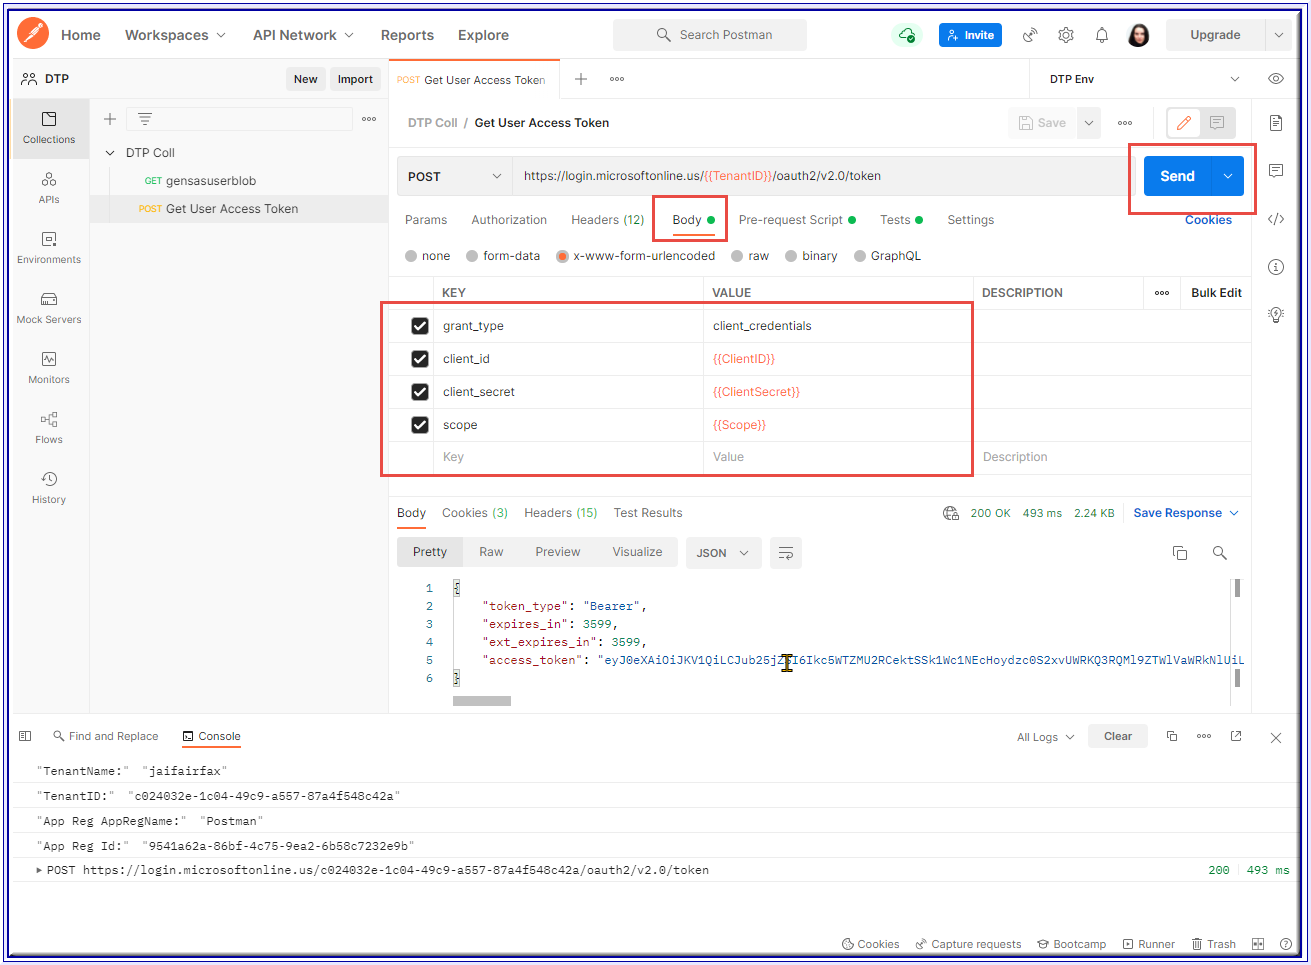 Home Workspaces API Network Reports Explore Search Postman Invite Upgrade
DTP New Import POST Get User Access Token DTP Env
Collections
DTP Coll / Get User Access Token Save
DTP Coll
GET gensasuserblob
POST Get User Access Token
APIs
Environments
Mock Servers
Monitors
Flows
History
POST https://login.microsoftonline.us/{{TenantID}}/oauth2/v2.0/token Send
Params Authorization Headers (12) Body Pre-request Script Tests Settings Cookies
none form-data x-www-form-urlencoded raw binary GraphQL
KEY VALUE DESCRIPTION Bulk Edit
grant_type client_credentials
client_id {{ClientID}}
client_secret {{ClientSecret}}
scope {{Scope}}
Key Value Description
Body Cookies (3) Headers (15) Test Results 200 OK 493 ms 2.24 KB Save Response
Pretty Raw Preview Visualize JSON
1 {
2 "token_type": "Bearer",
3 "expires_in": 3599,
4 "ext_expires_in": 3599,
5 "access_token":
6 }
Find and Replace Console All Logs Clear
"TenantName:" "jaifairfax"
"TenantID:" "c024032e-1c04-49c9-a557-87a4f548c42a"
"App Reg AppRegName:" "Postman"
"App Reg Id:" "9541a62a-86bf-4c75-9ea2-6b58c7232e9b"
POST https://login.microsoftonline.us/c024032e-1c04-49c9-a557-87a4f548c42a/oauth2/v2.0/token 200 493 ms
Cookies Capture requests Bootcamp Runner Trash